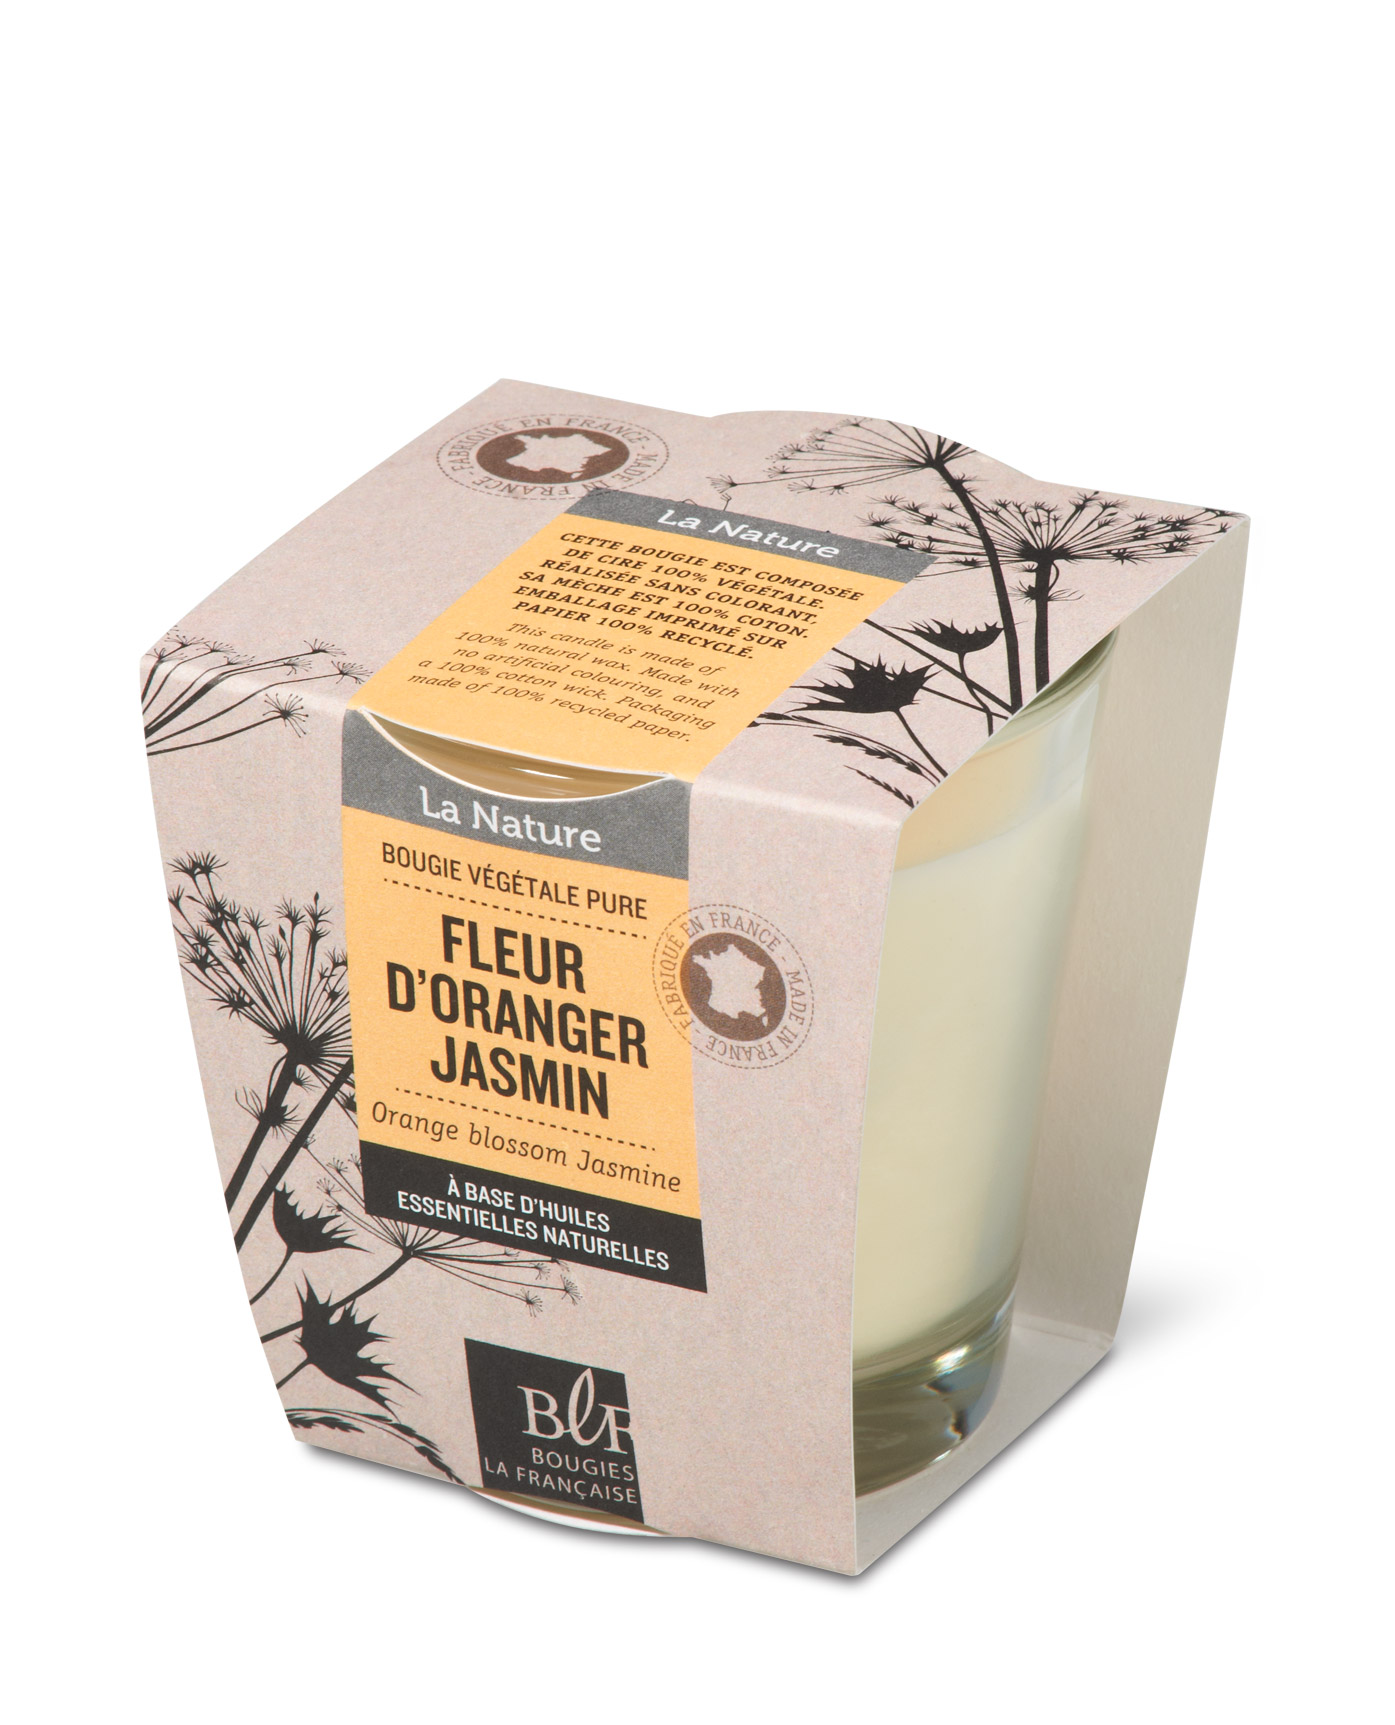 FABRIQUÉ EN FRANCE - MADE IN FRANCE -
La Nature
CETTE BOUGIE EST COMPOSÉE
DE CIRE 100% VÉGÉTALE.
RÉALISÉE SANS COLORANT,
SA MÈCHE EST 100% COTON.
EMBALLAGE IMPRIMÉ SUR
PAPIER 100% RECYCLÉ.
This candle is made of
100% natural wax. Made with
no artificial colouring, and
a 100% cotton wick. Packaging
made of 100% recycled paper.
La Nature
BOUGIE VÉGÉTALE PURE
FLEUR
D'ORANGER
JASMIN
Orange blossom Jasmine
À BASE D'HUILES
ESSENTIELLES NATURELLES
FABRIQUÉ EN FRANCE - MADE IN FRANCE -
BLF
BOUGIES
LA FRANÇAISE